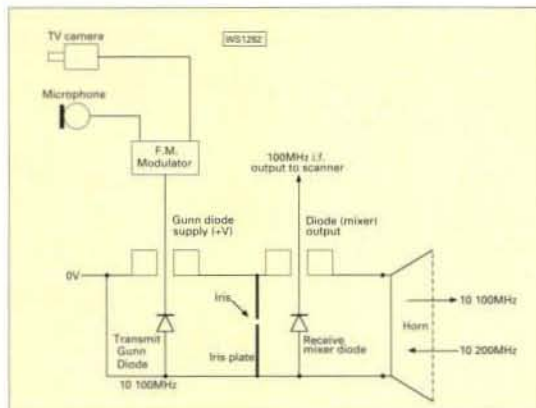 TV camera
WS1262
Microphone
F.M.
Modulator
100MHz i.f.
output to scanner
Gunn diode
supply (+V)
Diode (mixer)
output
0V
Iris
Transmit
Gunn
Diode
Iris plate
Receive
mixer diode
Horn
10 100MHz
10 200MHz
10 100MHz